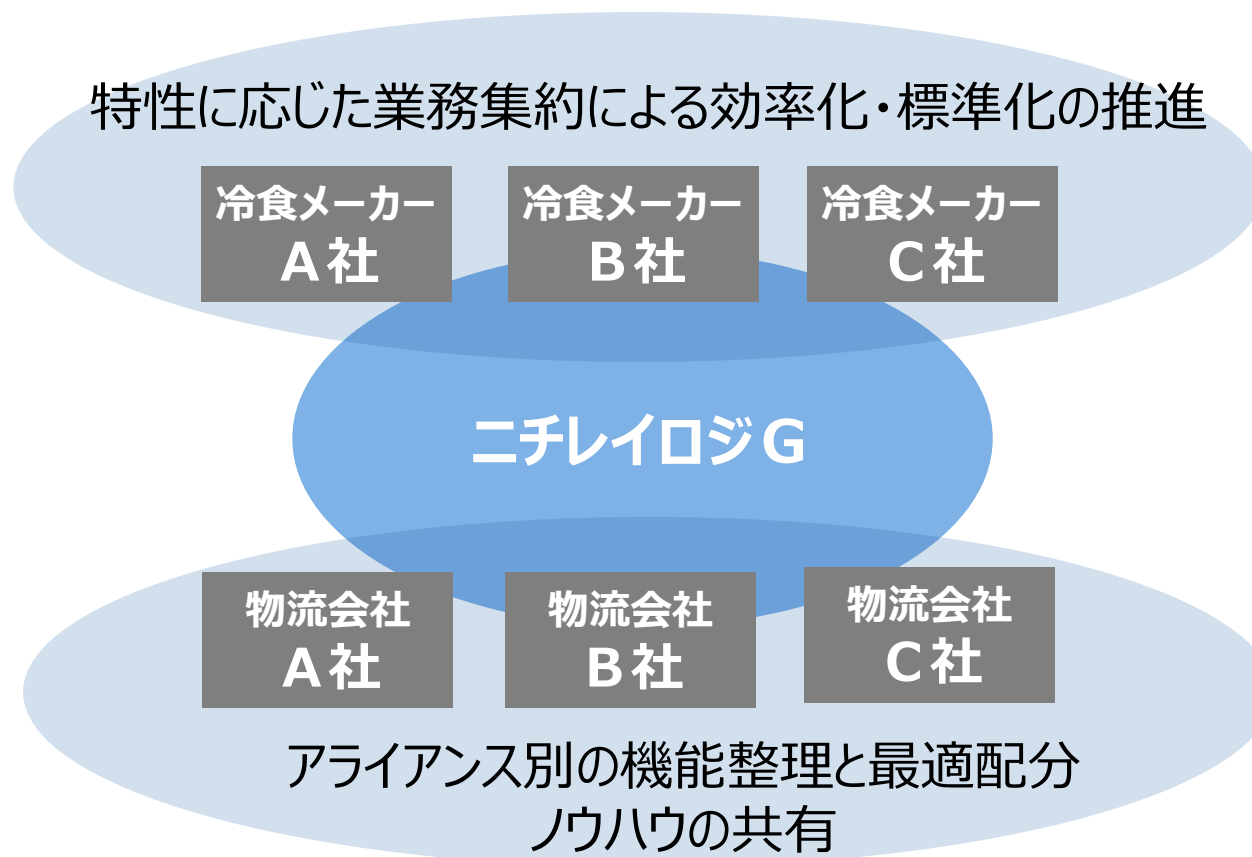 特性に応じた業務集約による効率化・標準化の推進
冷食メーカー
A社
冷食メーカー
B社
冷食メーカー
C社
ニチレイロジG
物流会社
A社
物流会社
B社
物流会社
C社
アライアンス別の機能整理と最適配分
ノウハウの共有